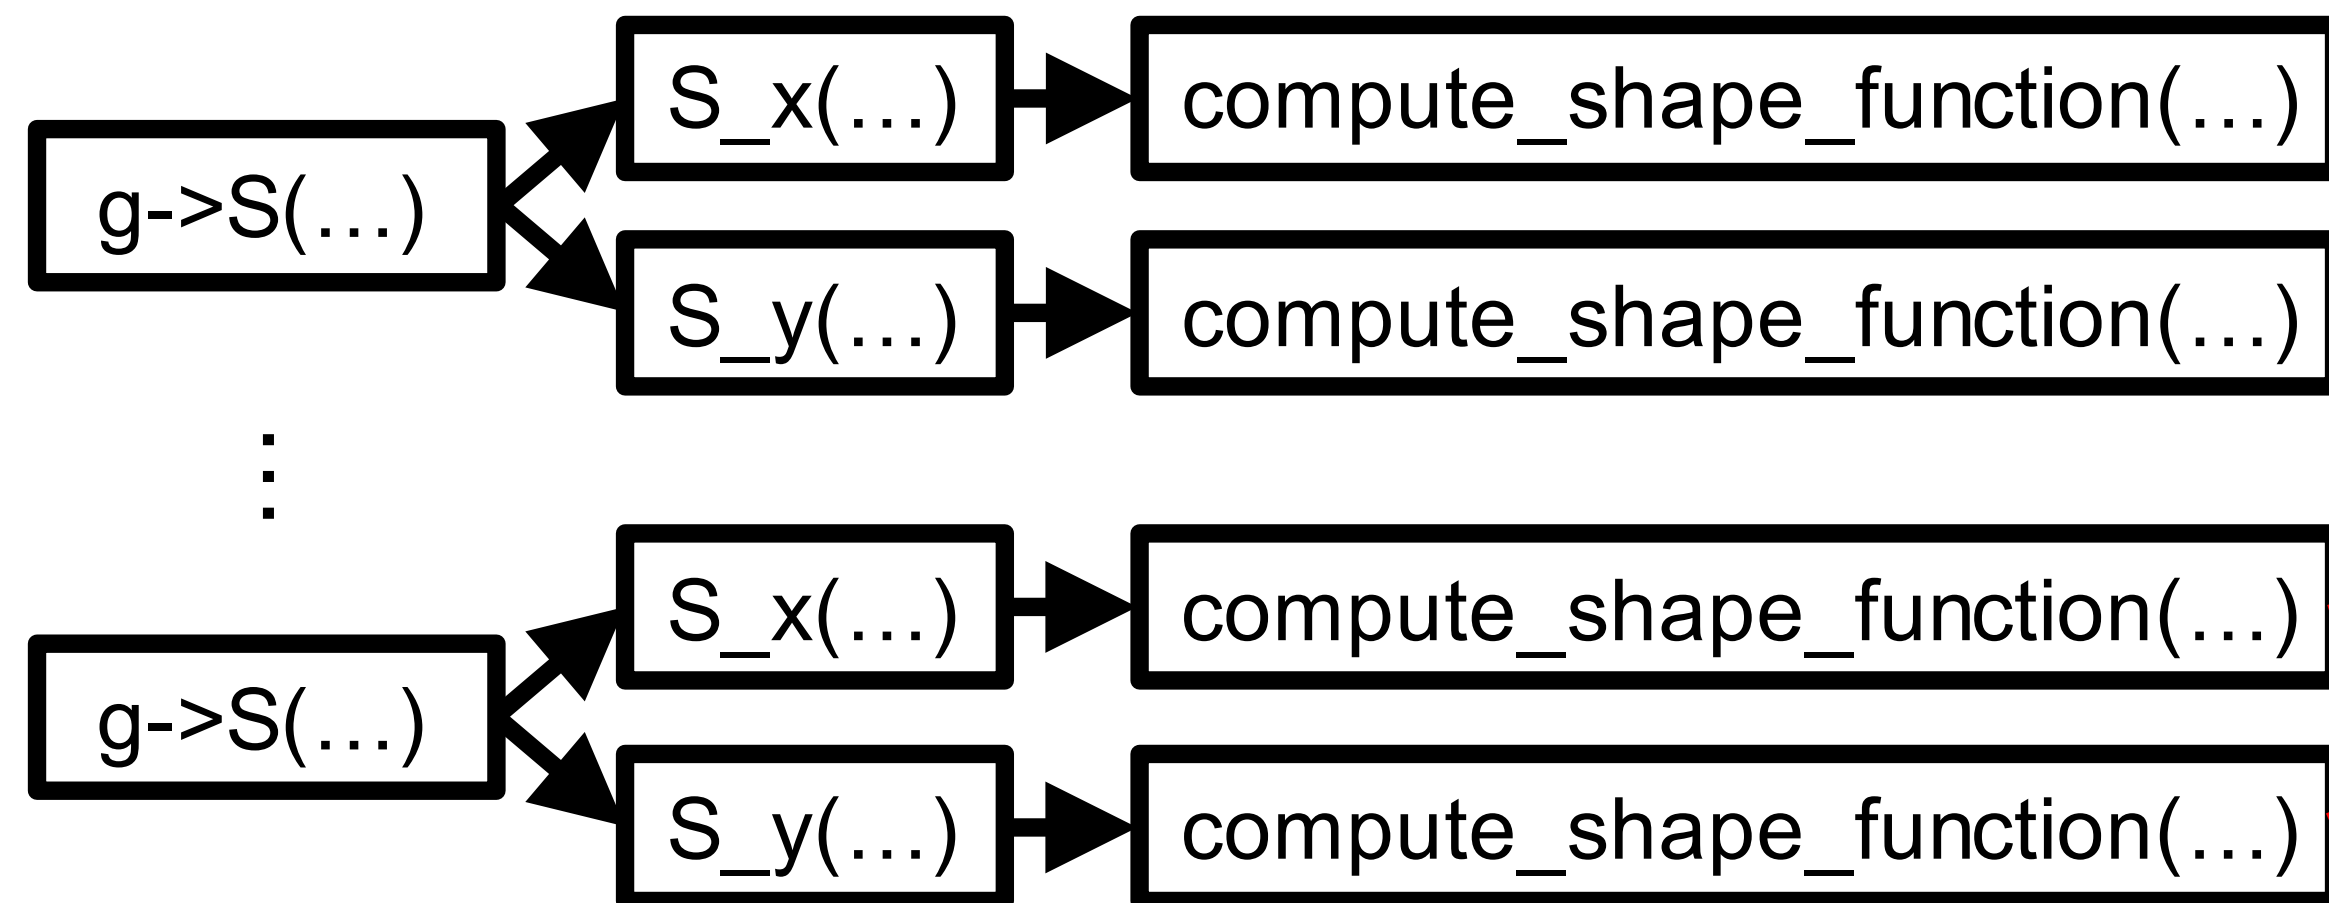 S_x(…)
compute_shape_function(…)
g->S(…)
S_y(…)
compute_shape_function(…)
⋮
S_x(…)
compute_shape_function(…)
g->S(…)
S_y(…)
compute_shape_function(…)